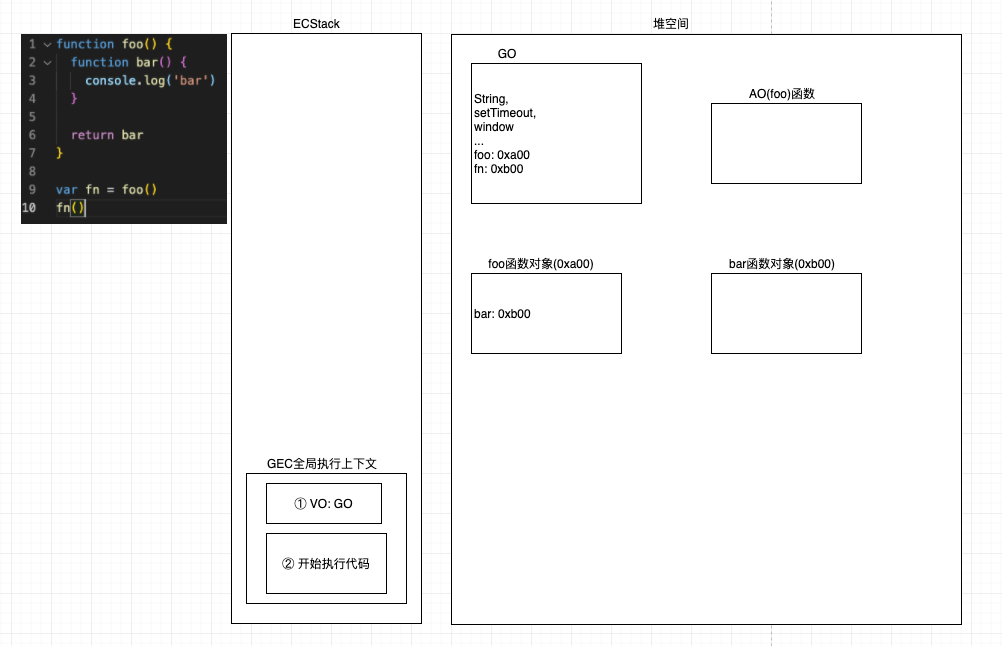 ECStack
堆空间
1 function foo() {
2 function bar() {
3 console.log('bar')
4 }
5
6 return bar
7 }
8
9 var fn = foo()
10 fn()
GO
String,
setTimeout,
window
...
foo: 0xa00
fn: 0xb00
AO(foo)函数
foo函数对象(0xa00)
bar: 0xb00
bar函数对象(0xb00)
GEC全局执行上下文
① VO: GO
② 开始执行代码